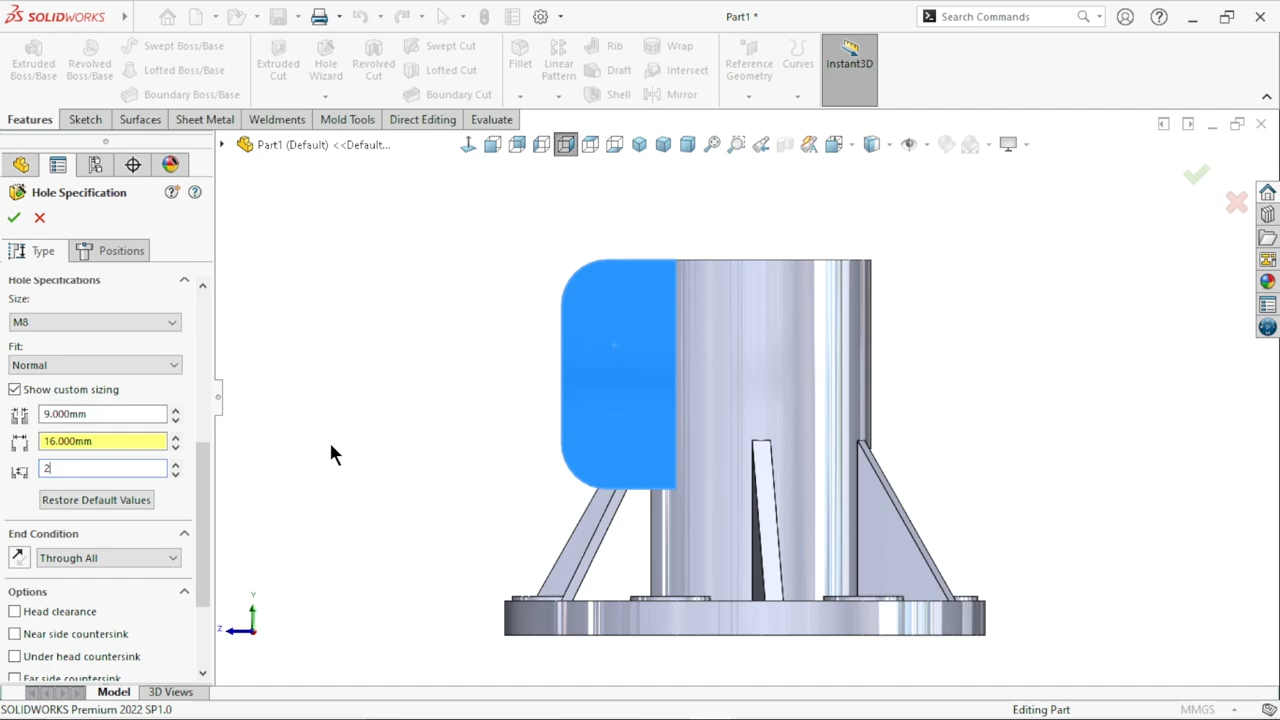 SOLIDWORKS
Part1 *
Search Commands
Extruded Boss/Base
Revolved Boss/Base
Swept Boss/Base
Lofted Boss/Base
Boundary Boss/Base
Extruded Cut
Hole Wizard
Revolved Cut
Swept Cut
Lofted Cut
Boundary Cut
Fillet
Linear Pattern
Rib
Draft
Shell
Wrap
Intersect
Mirror
Reference Geometry
Curves
Instant3D
Features
Sketch
Surfaces
Sheet Metal
Weldments
Mold Tools
Direct Editing
Evaluate
Part1 (Default) <<Default...
Hole Specification
Type
Positions
Hole Specifications
Size:
M8
Fit:
Normal
Show custom sizing
9.000mm
16.000mm
2
Restore Default Values
End Condition
Through All
Options
Head clearance
Near side countersink
Under head countersink
Far side countersink
Y
Z
Model
3D Views
SOLIDWORKS Premium 2022 SP1.0
Editing Part
MMGS